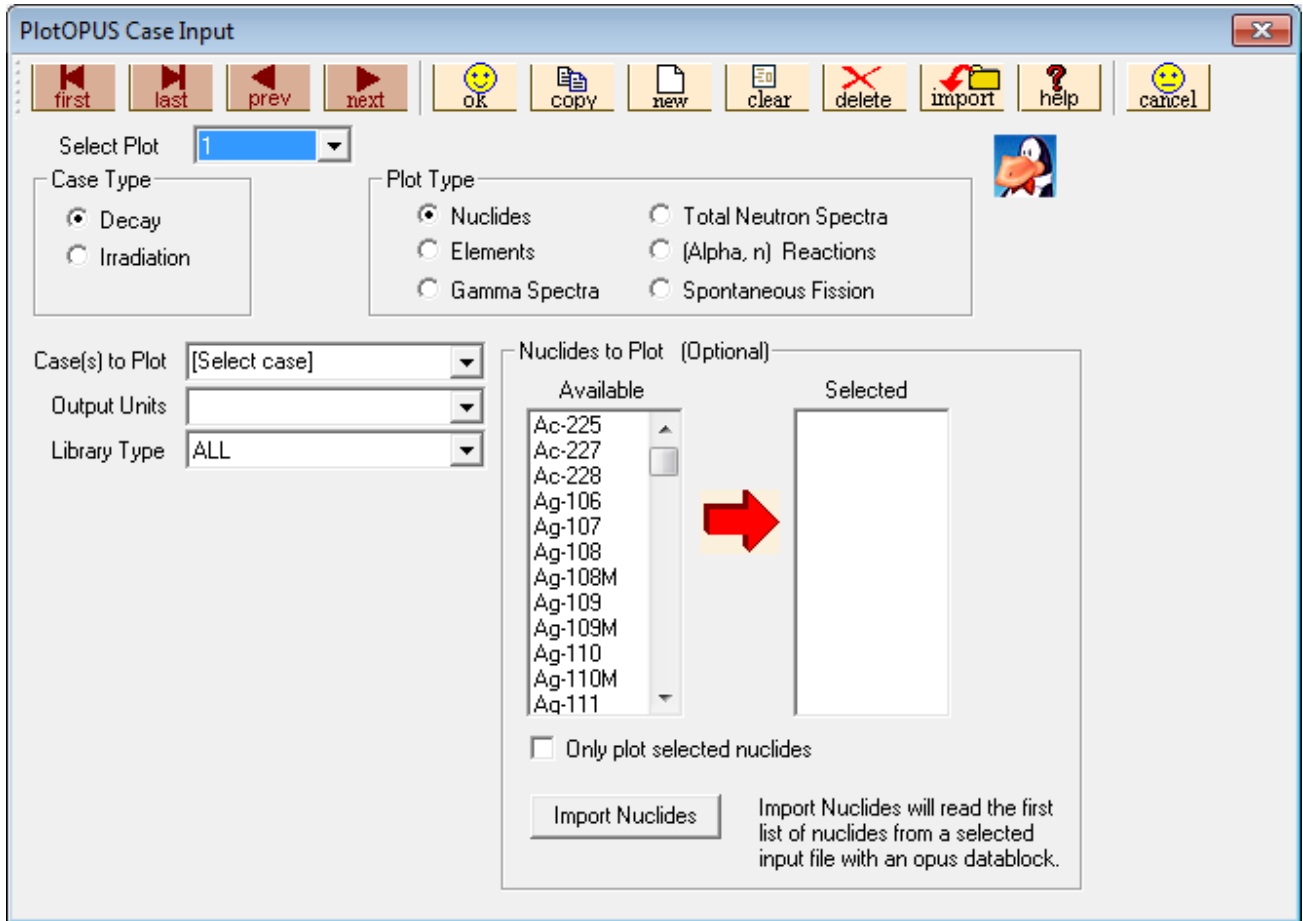 PlotOPUS Case Input
first last prev next ok copy new clear delete import help cancel
Select Plot 1
Case Type
Decay
Irradiation
Plot Type
Nuclides
Total Neutron Spectra
Elements
(Alpha, n) Reactions
Gamma Spectra
Spontaneous Fission
Case(s) to Plot [Select case]
Output Units
Library Type ALL
Nuclides to Plot (Optional)
Available
Selected
Ac-225
Ac-227
Ac-228
Ag-106
Ag-107
Ag-108
Ag-108M
Ag-109
Ag-109M
Ag-110
Ag-110M
Ag-111
Only plot selected nuclides
Import Nuclides
Import Nuclides will read the first
list of nuclides from a selected
input file with an opus datablock.